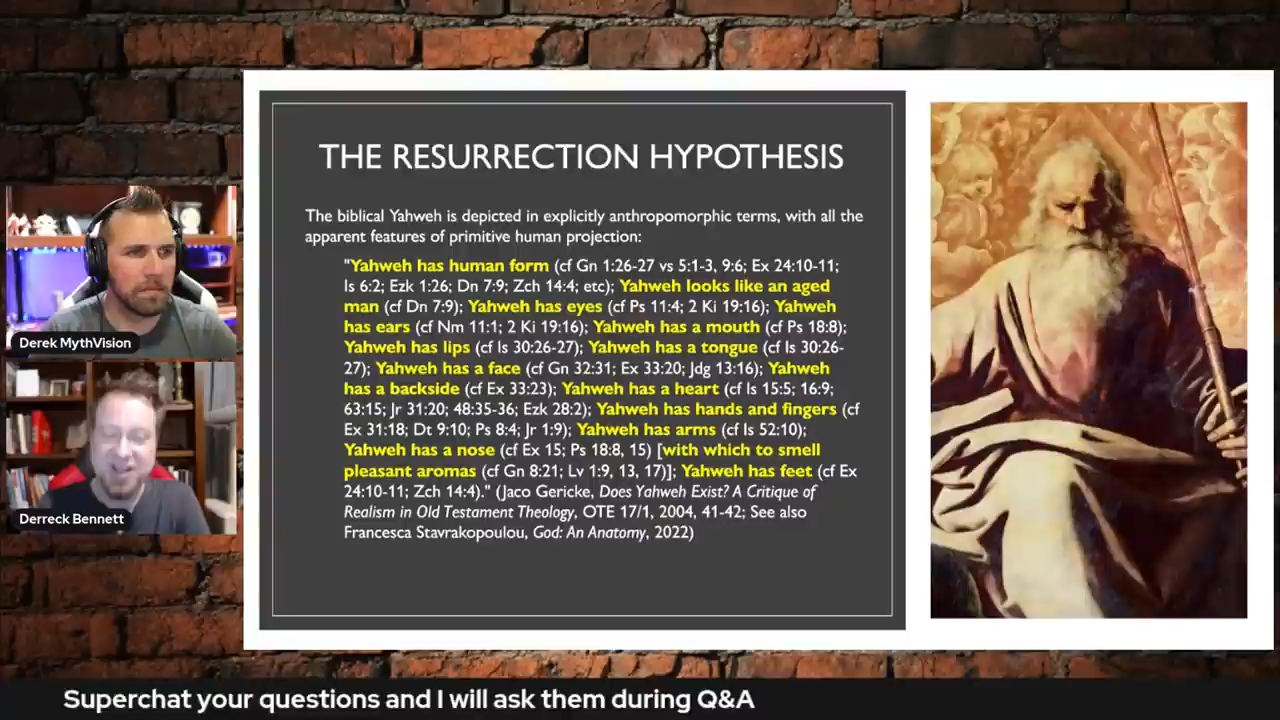 THE RESURRECTION HYPOTHESIS
The biblical Yahweh is depicted in explicitly anthropomorphic terms, with all the
apparent features of primitive human projection:
"Yahweh has human form (cf Gn 1:26-27 vs 5:1-3, 9:6; Ex 24:10-11;
Is 6:2; Ezk 1:26; Dn 7:9; Zch 14:4; etc); Yahweh looks like an aged
man (cf Dn 7:9); Yahweh has eyes (cf Ps 11:4; 2 Ki 19:16); Yahweh
has ears (cf Nm 11:1; 2 Ki 19:16); Yahweh has a mouth (cf Ps 18:8);
Yahweh has lips (cf Is 30:26-27); Yahweh has a tongue (cf Is 30:26-
27); Yahweh has a face (cf Gn 32:31; Ex 33:20; Jdg 13:16); Yahweh
has a backside (cf Ex 33:23); Yahweh has a heart (cf Is 15:5; 16:9;
63:15; Jr 31:20; 48:35-36; Ezk 28:2); Yahweh has hands and fingers (cf
Ex 31:18; Dt 9:10; Ps 8:4; Jr 1:9); Yahweh has arms (cf Is 52:10);
Yahweh has a nose (cf Ex 15; Ps 18:8, 15) [with which to smell
pleasant aromas (cf Gn 8:21; Lv 1:9, 13, 17)]; Yahweh has feet (cf Ex
24:10-11; Zch 14:4)." (Jaco Gericke, Does Yahweh Exist? A Critique of
Realism in Old Testament Theology, OTE 17/1, 2004, 41-42; See also
Francesca Stavrakopoulou, God: An Anatomy, 2022)
Derek MythVision
Derreck Bennett
Superchat your questions and I will ask them during Q&A